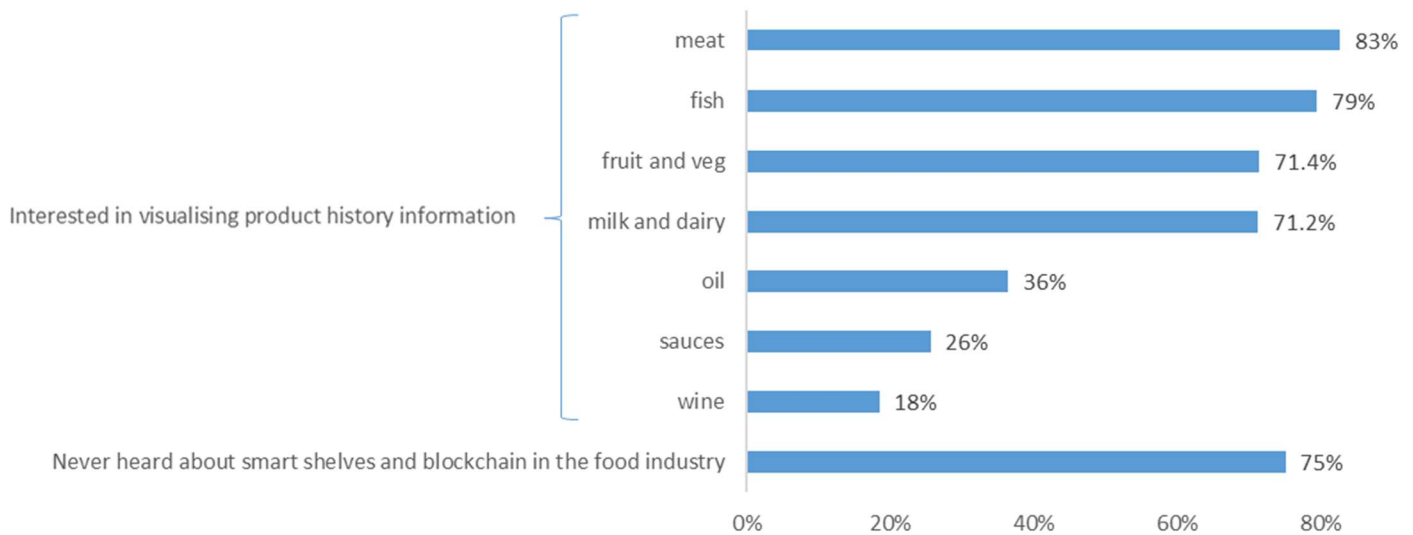 meat 83%
fish 79%
fruit and veg 71.4%
Interested in visualising product history information
milk and dairy 71.2%
oil 36%
sauces 26%
wine 18%
Never heard about smart shelves and blockchain in the food industry 75%
0% 20% 40% 60% 80%